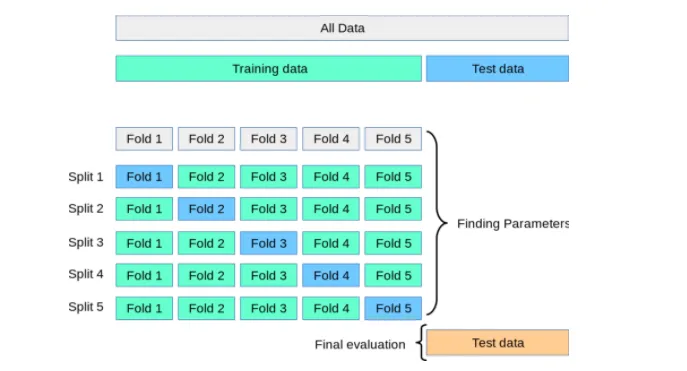 All Data
Training data Test data
Fold 1 Fold 2 Fold 3 Fold 4 Fold 5
Split 1 Fold 1 Fold 2 Fold 3 Fold 4 Fold 5
Split 2 Fold 1 Fold 2 Fold 3 Fold 4 Fold 5
Finding Parameters
Split 3 Fold 1 Fold 2 Fold 3 Fold 4 Fold 5
Split 4 Fold 1 Fold 2 Fold 3 Fold 4 Fold 5
Split 5 Fold 1 Fold 2 Fold 3 Fold 4 Fold 5
Final evaluation Test data